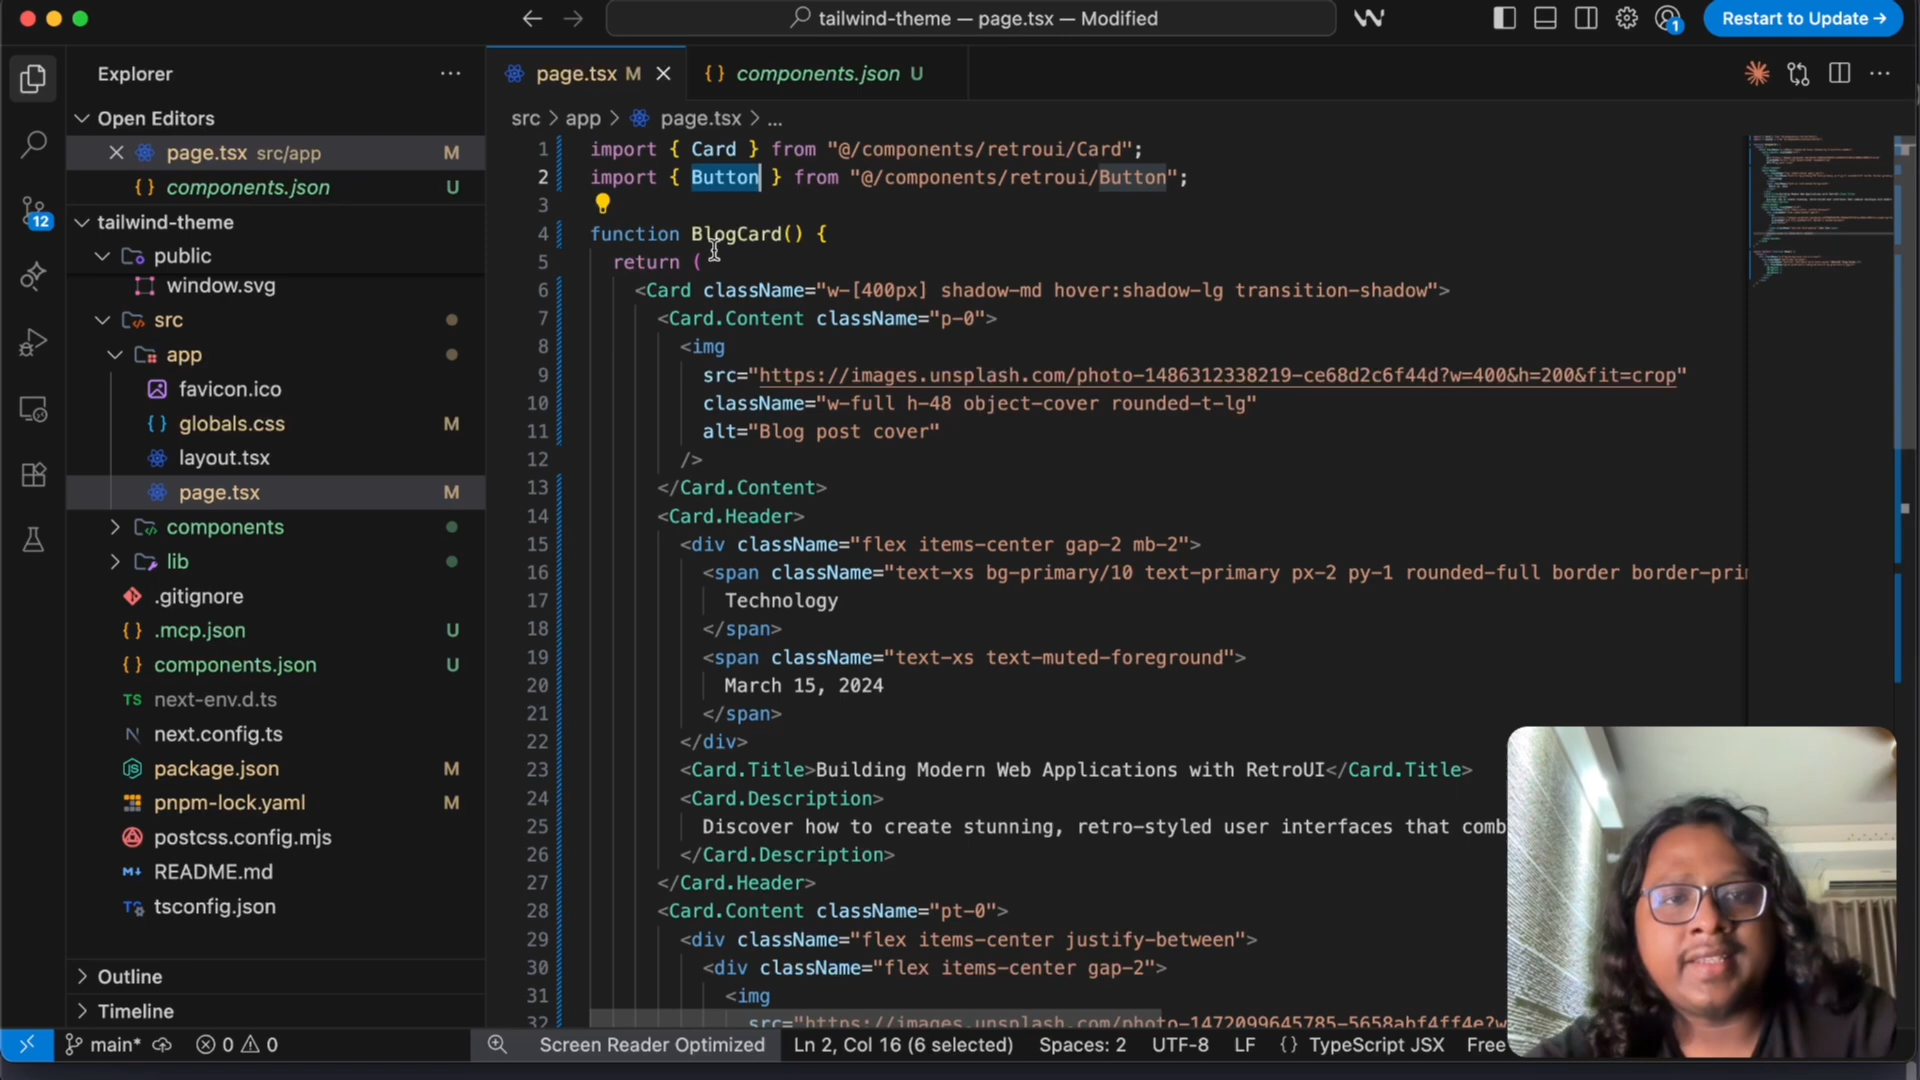 tailwind-theme — page.tsx — Modified
1
Restart to Update →
Explorer
Open Editors
page.tsx src/app M
components.json U
tailwind-theme
public
window.svg
src
app
favicon.ico
globals.css M
layout.tsx
page.tsx M
components
lib
.gitignore
.mcp.json U
components.json U
next-env.d.ts
next.config.ts
package.json M
pnpm-lock.yaml M
postcss.config.mjs
README.md
tsconfig.json
Outline
Timeline
12
page.tsx M
components.json U
src > app > page.tsx > ...
1 import { Card } from "@/components/retroui/Card";
2 import { Button } from "@/components/retroui/Button";
3
4 function BlogCard() {
5 return (
6 <Card className="w-[400px] shadow-md hover:shadow-lg transition-shadow">
7 <Card.Content className="p-0">
8 <img
9 src="https://images.unsplash.com/photo-1486312338219-ce68d2c6f44d?w=400&h=200&fit=crop"
10 className="w-full h-48 object-cover rounded-t-lg"
11 alt="Blog post cover"
12 />
13 </Card.Content>
14 <Card.Header>
15 <div className="flex items-center gap-2 mb-2">
16 <span className="text-xs bg-primary/10 text-primary px-2 py-1 rounded-full border border-pri
17 Technology
18 </span>
19 <span className="text-xs text-muted-foreground">
20 March 15, 2024
21 </span>
22 </div>
23 <Card.Title>Building Modern Web Applications with RetroUI</Card.Title>
24 <Card.Description>
25 Discover how to create stunning, retro-styled user interfaces that comb
26 </Card.Description>
27 </Card.Header>
28 <Card.Content className="pt-0">
29 <div className="flex items-center justify-between">
30 <div className="flex items-center gap-2">
31 <img
32 src="https://images.unsplash.com/photo-1472099645785-5658abf4ff4e?w
main* 0 0
Screen Reader Optimized
Ln 2, Col 16 (6 selected)
Spaces: 2
UTF-8
LF
{} TypeScript JSX
Free